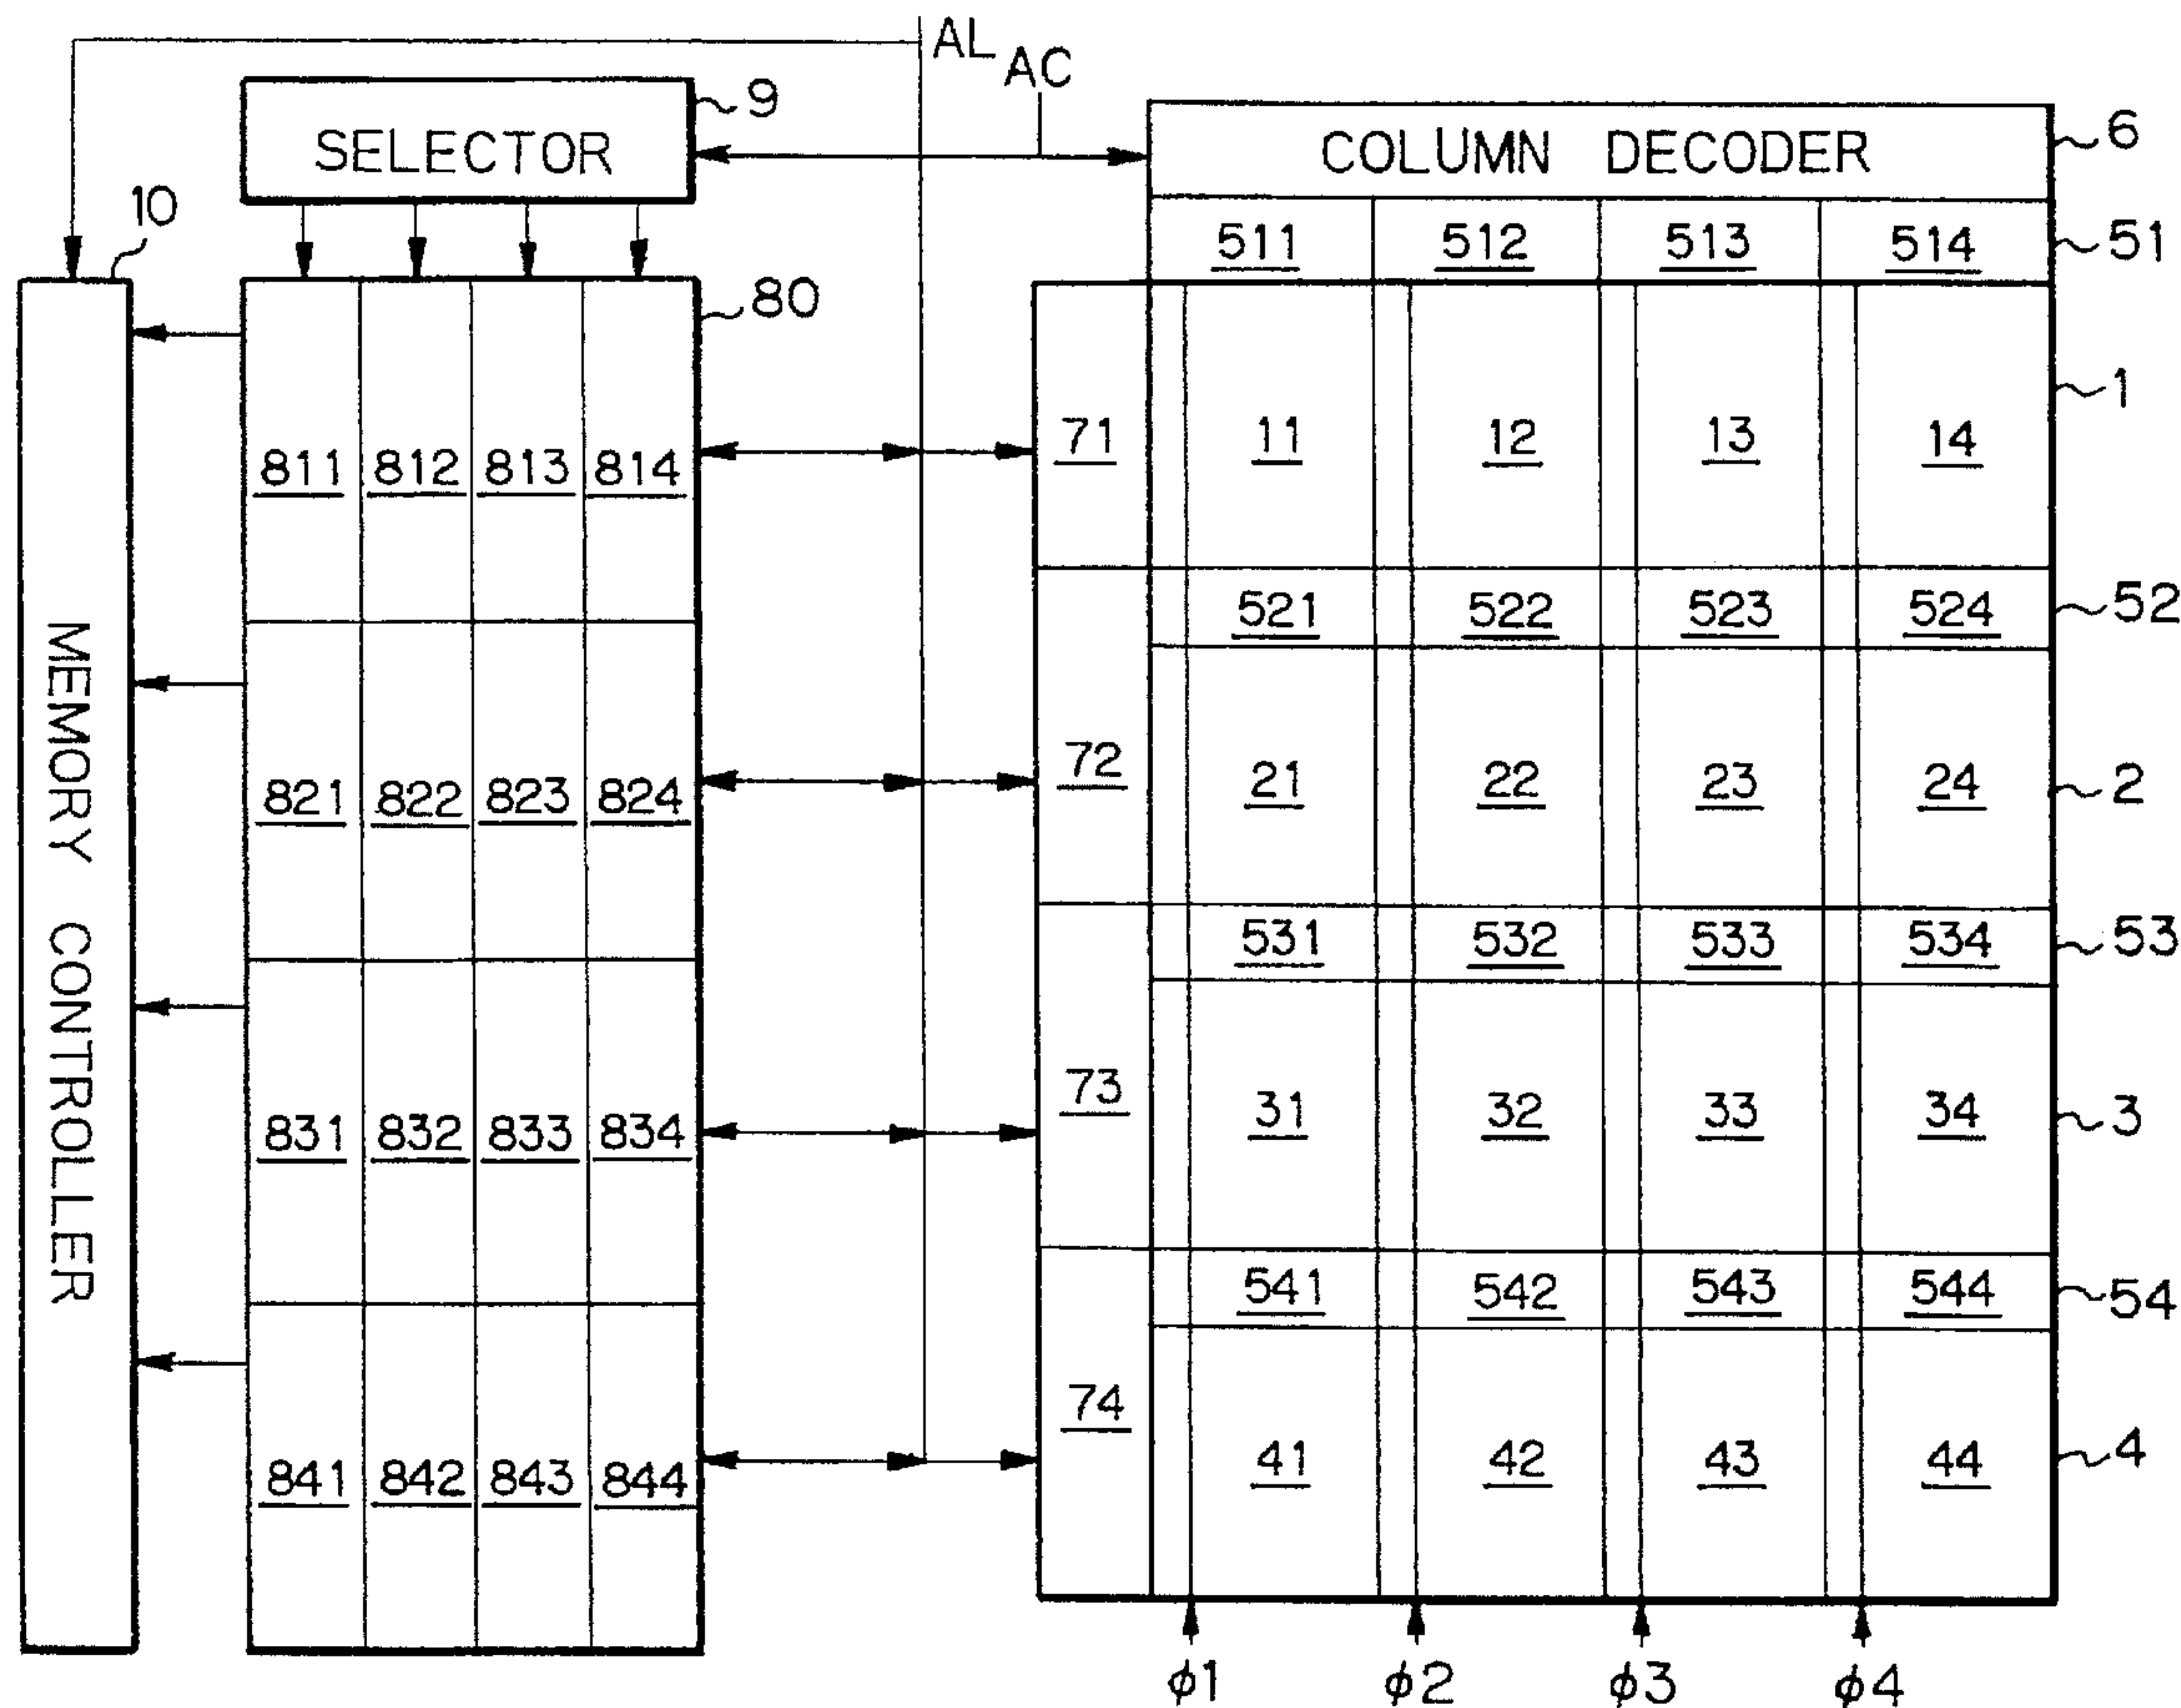 AL
AC
9
SELECTOR
COLUMN DECODER
6
10
511 512 513 514
51
80
1
71 11 12 13 14
811 812 813 814
521 522 523 524
52
MEMORY CONTROLLER
72 21 22 23 24
2
821 822 823 824
531 532 533 534
53
73 31 32 33 34
3
831 832 833 834
541 542 543 544
54
74 41 42 43 44
4
841 842 843 844
φ1 φ2 φ3 φ4